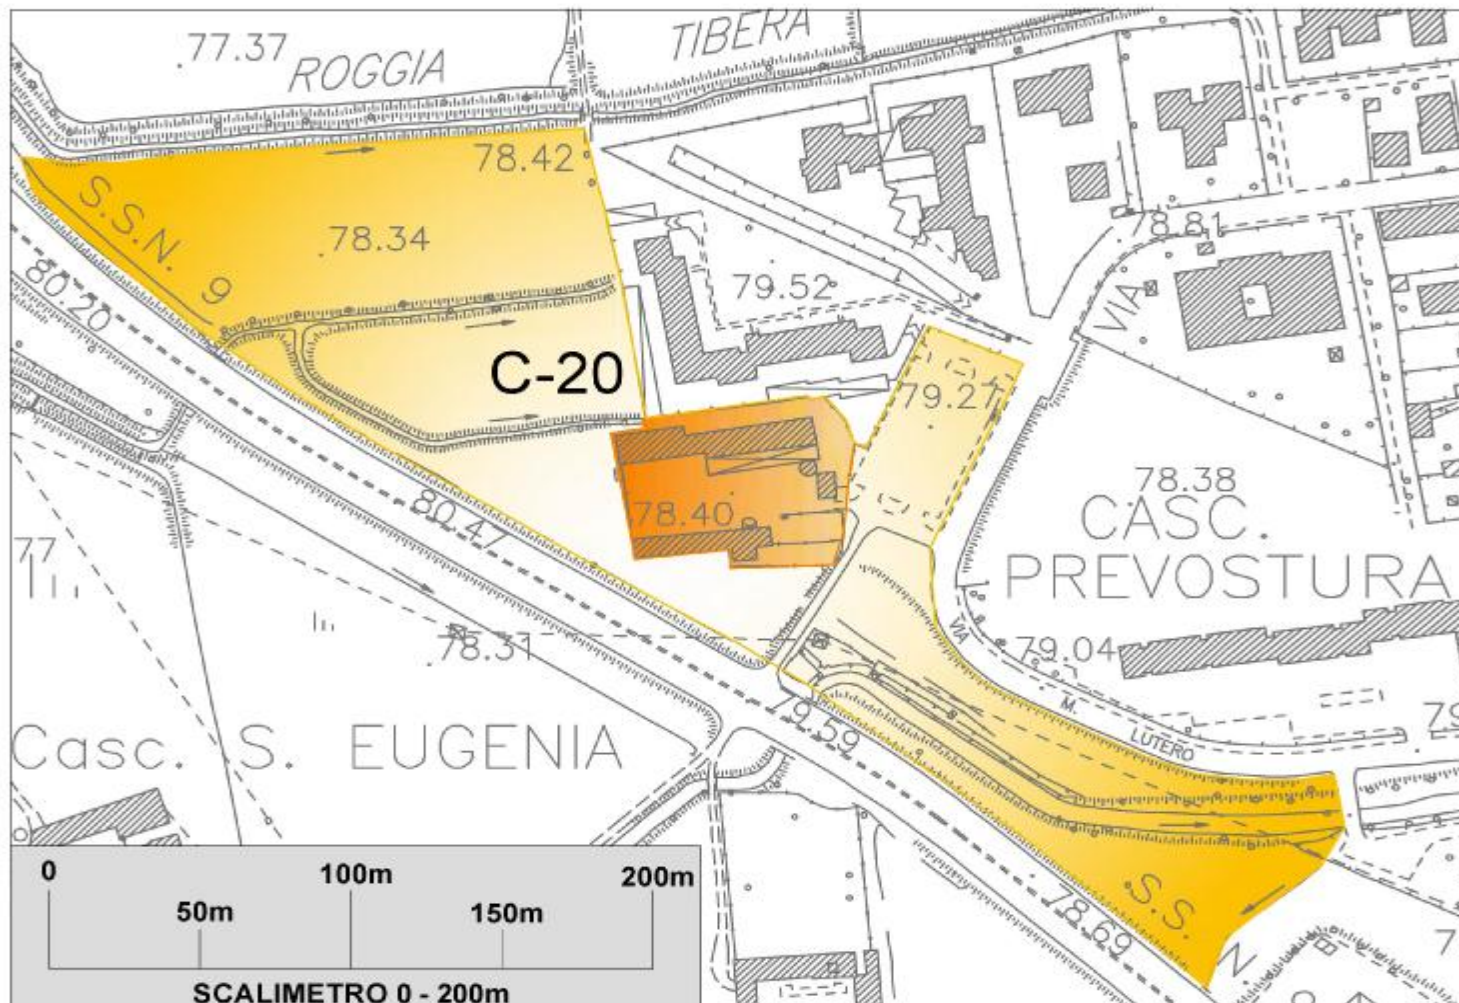 77.37
ROGGIA
TIBERA
78.42
S.S.N. 9
78.34
78.81
VIA
80.20
79.52
C-20
79.27
78.38
CASC.
PREVOSTURA
80.47
78.40
77
78.31
VIA
M.
LUTERO
79.04
Casc. S. EUGENIA
79.59
79
S.S. N.
78.69
7
0
100m
200m
50m
150m
SCALIMETRO 0 - 200m